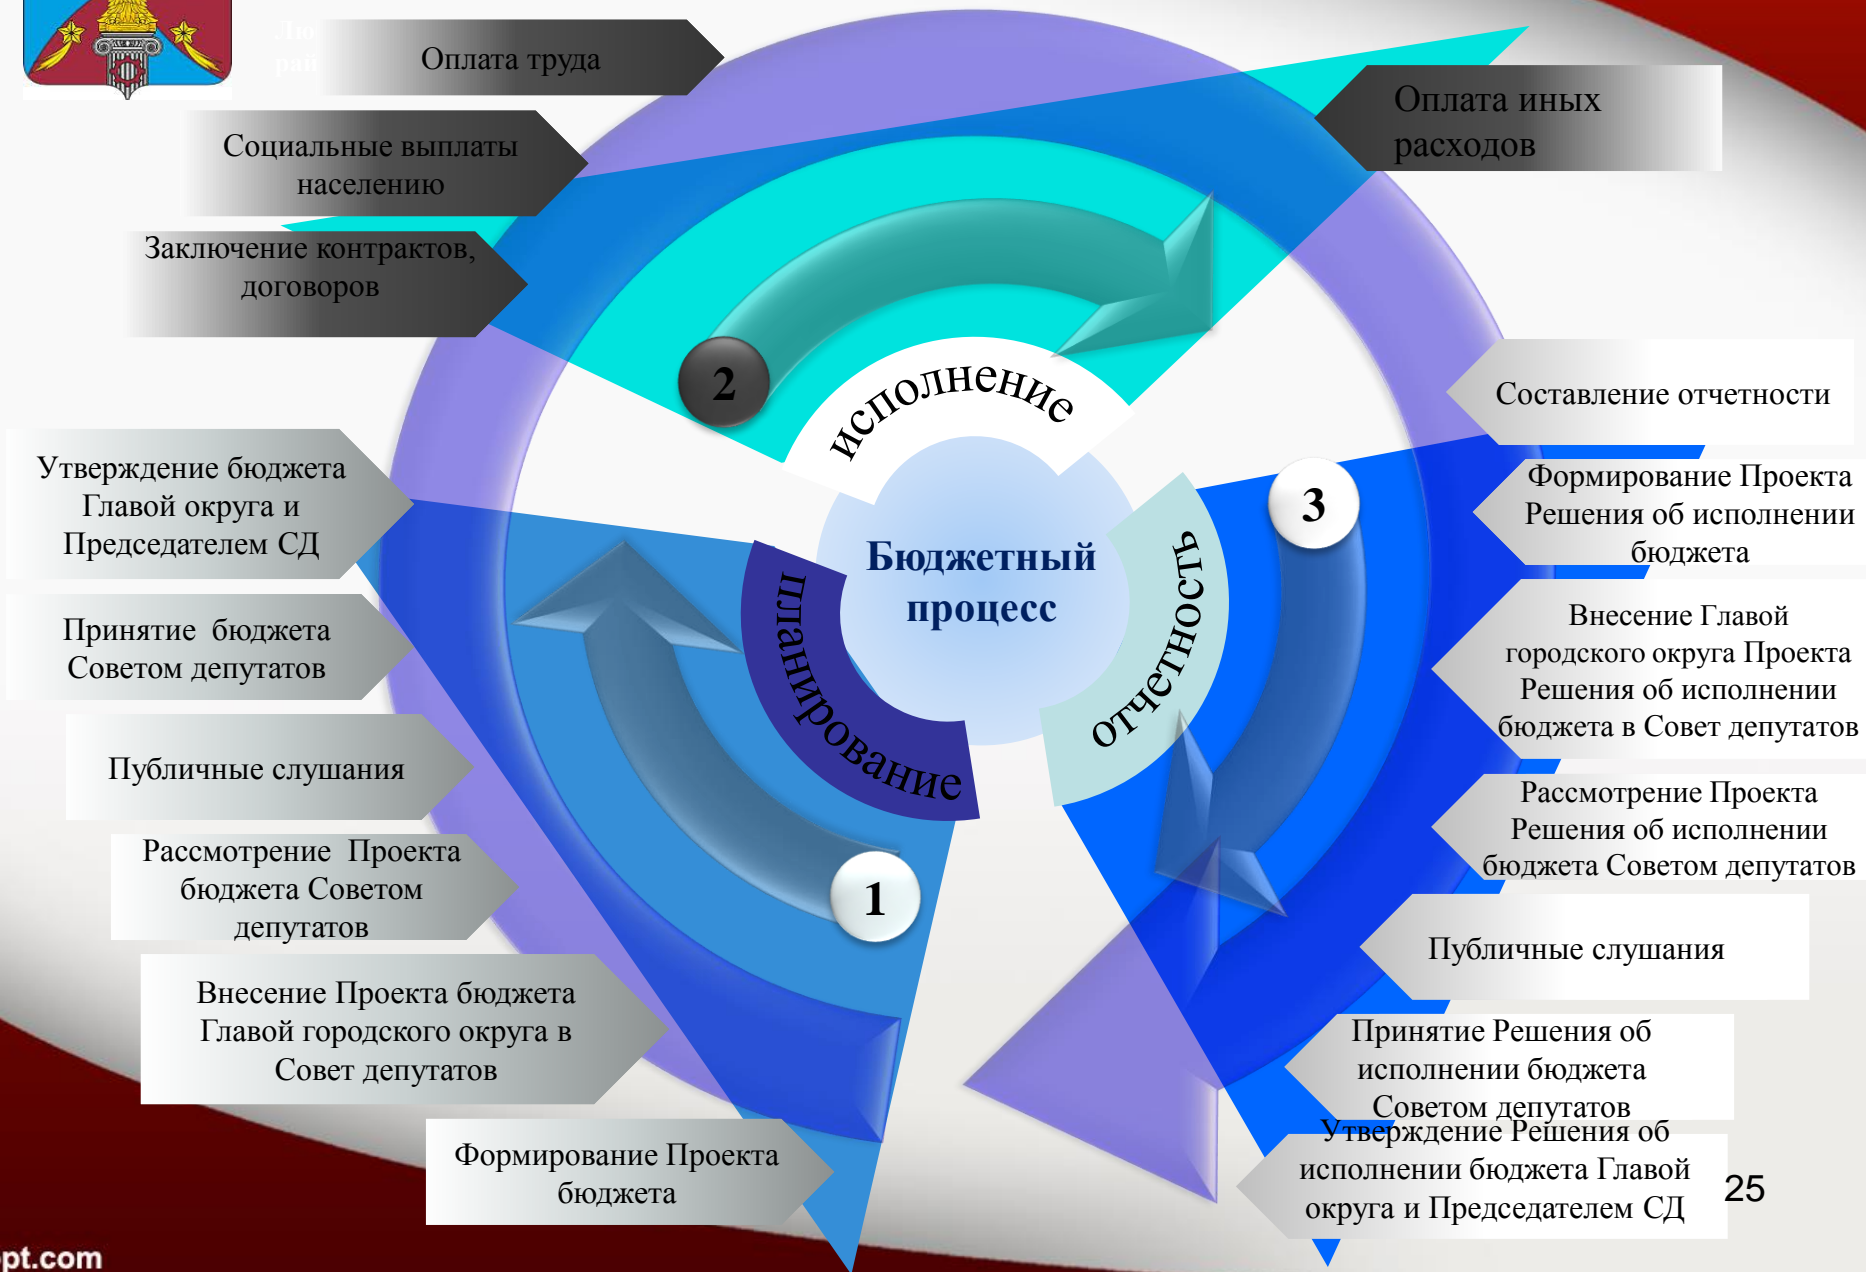 Лю
рай
Оплата труда
Социальные выплаты
населению
Заключение контрактов,
договоров
Оплата иных
расходов
2
исполнение
Бюджетный
процесс
планирование
отчетность
1
3
Утверждение бюджета
Главой округа и
Председателем СД
Принятие бюджета
Советом депутатов
Публичные слушания
Рассмотрение Проекта
бюджета Советом
депутатов
Внесение Проекта бюджета
Главой городского округа в
Совет депутатов
Формирование Проекта
бюджета
Составление отчетности
Формирование Проекта
Решения об исполнении
бюджета
Внесение Главой
городского округа Проекта
Решения об исполнении
бюджета в Совет депутатов
Рассмотрение Проекта
Решения об исполнении
бюджета Советом депутатов
Публичные слушания
Принятие Решения об
исполнении бюджета
Советом депутатов
Утверждение Решения об
исполнении бюджета Главой
округа и Председателем СД
25
pt.com